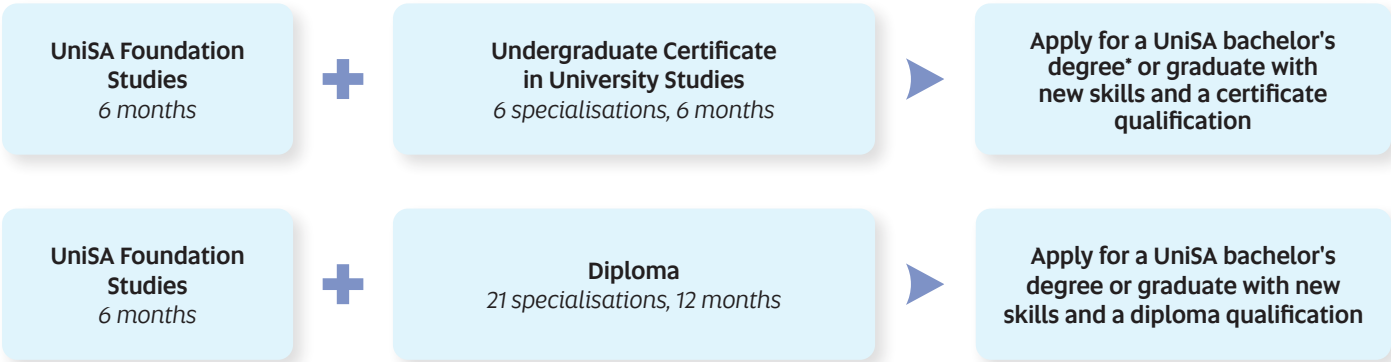 UniSA Foundation
Studies
6 months
Undergraduate Certificate
in University Studies
6 specialisations, 6 months
Apply for a UniSA bachelor's
degree* or graduate with
new skills and a certificate
qualification
UniSA Foundation
Studies
6 months
Diploma
21 specialisations, 12 months
Apply for a UniSA bachelor's
degree or graduate with new
skills and a diploma qualification